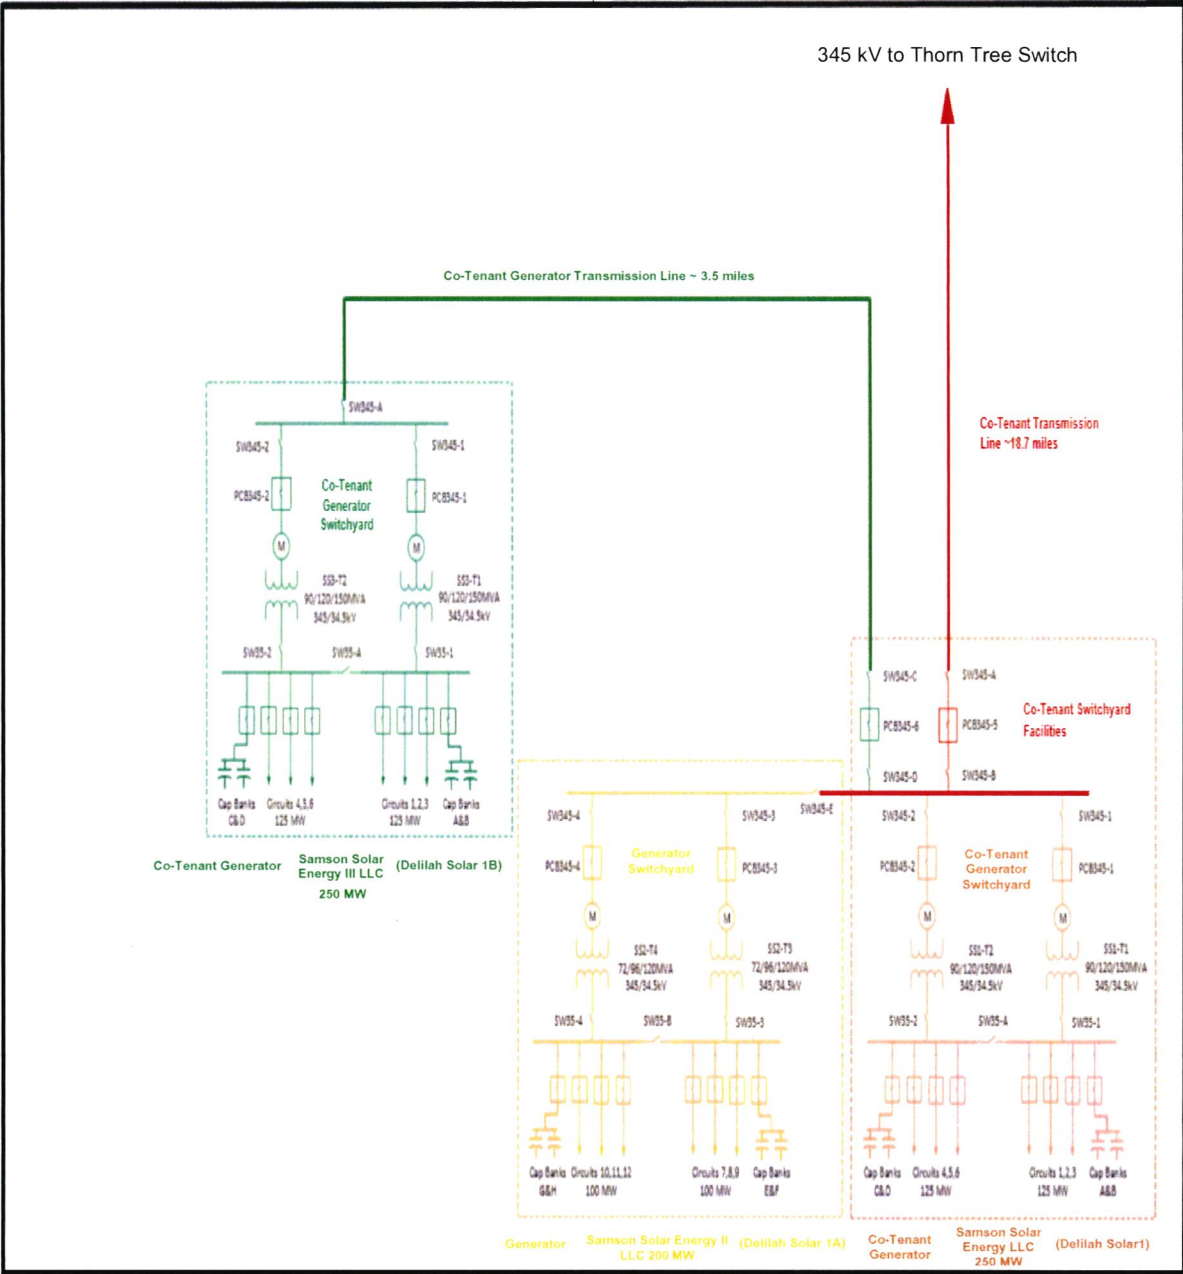 345 kV to Thorn Tree Switch
Co-Tenant Generator Transmission Line ~ 3.5 miles
Co-Tenant Transmission
Line ~18.7 miles
SW345-A
SW345-2
SW345-1
PCB345-2
PCB345-1
Co-Tenant
Generator
Switchyard
M
M
SS3-T2
90/120/150MVA
345/34.5kV
SS3-T1
90/120/150MVA
345/34.5kV
SW35-2
SW35-A
SW35-1
Cap Banks
C&D
Circuits 4,5,6
125 MW
Circuits 1,2,3
125 MW
Cap Banks
A&B
Co-Tenant Generator
Samson Solar
Energy III LLC
250 MW
(Delilah Solar 1B)
SW345-C
SW345-A
PCB345-6
PCB345-5
Co-Tenant Switchyard
Facilities
SW345-D
SW345-B
SW345-E
SW345-4
SW345-3
PCB345-4
PCB345-3
Generator
Switchyard
M
M
SS2-T4
72/96/120MVA
345/34.5kV
SS2-T3
72/96/120MVA
345/34.5kV
SW35-4
SW35-B
SW35-3
Cap Banks
G&H
Circuits 10,11,12
100 MW
Circuits 7,8,9
100 MW
Cap Banks
E&F
Generator
Samson Solar Energy II
LLC 200 MW
(Delilah Solar 1A)
SW345-2
SW345-1
PCB345-2
PCB345-1
Co-Tenant
Generator
Switchyard
M
M
SS1-T2
90/120/150MVA
345/34.5kV
SS1-T1
90/120/150MVA
345/34.5kV
SW35-2
SW35-A
SW35-1
Cap Banks
C&D
Circuits 4,5,6
125 MW
Circuits 1,2,3
125 MW
Cap Banks
A&B
Co-Tenant
Generator
Samson Solar
Energy LLC
250 MW
(Delilah Solar1)